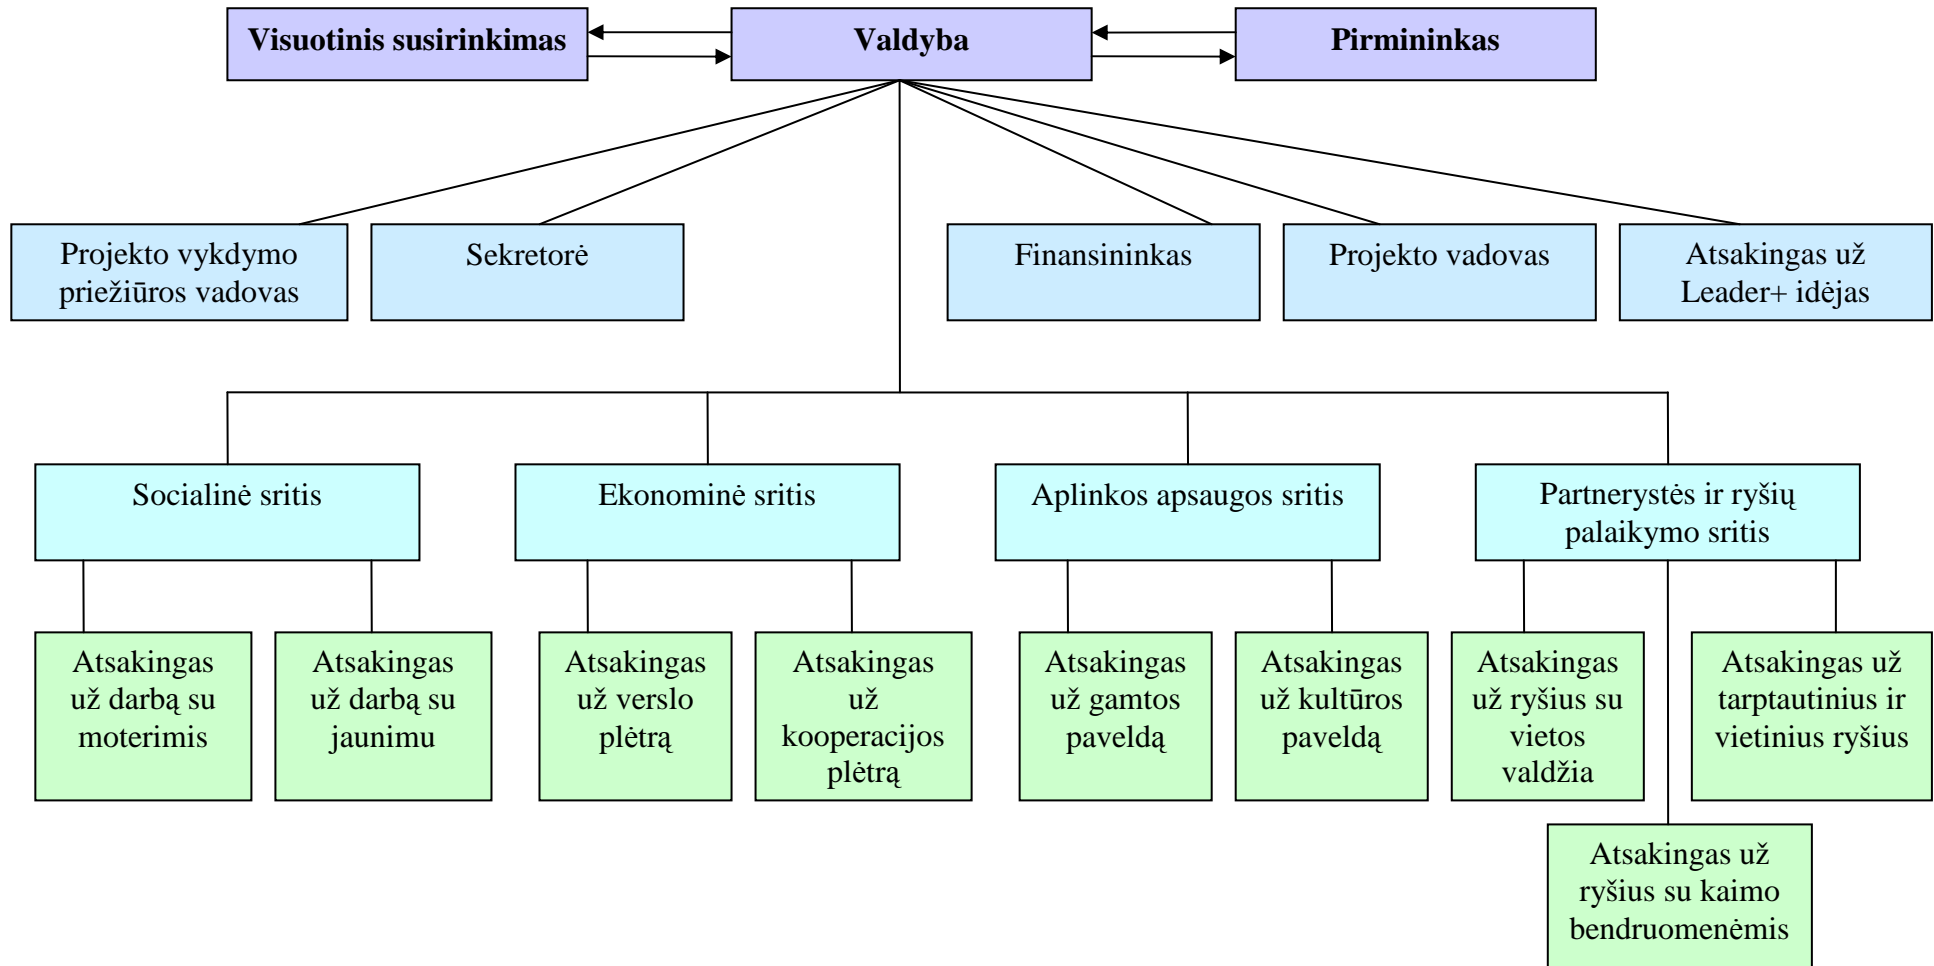 Visuotinis susirinkimas
Valdyba
Pirmininkas
Projekto vykdymo
priežiūros vadovas
Sekretorė
Finansininkas
Projekto vadovas
Atsakingas už
Leader+ idėjas
Socialinė sritis
Ekonominė sritis
Aplinkos apsaugos sritis
Partnerystės ir ryšių
palaikymo sritis
Atsakingas
už darbą su
moterimis
Atsakingas
už darbą su
jaunimu
Atsakingas
už verslo
plėtrą
Atsakingas
už
kooperacijos
plėtrą
Atsakingas
už gamtos
paveldą
Atsakingas
už kultūros
paveldą
Atsakingas
už ryšius su
vietos
valdžia
Atsakingas už
tarptautinius ir
vietinius ryšius
Atsakingas už
ryšius su kaimo
bendruomenėmis